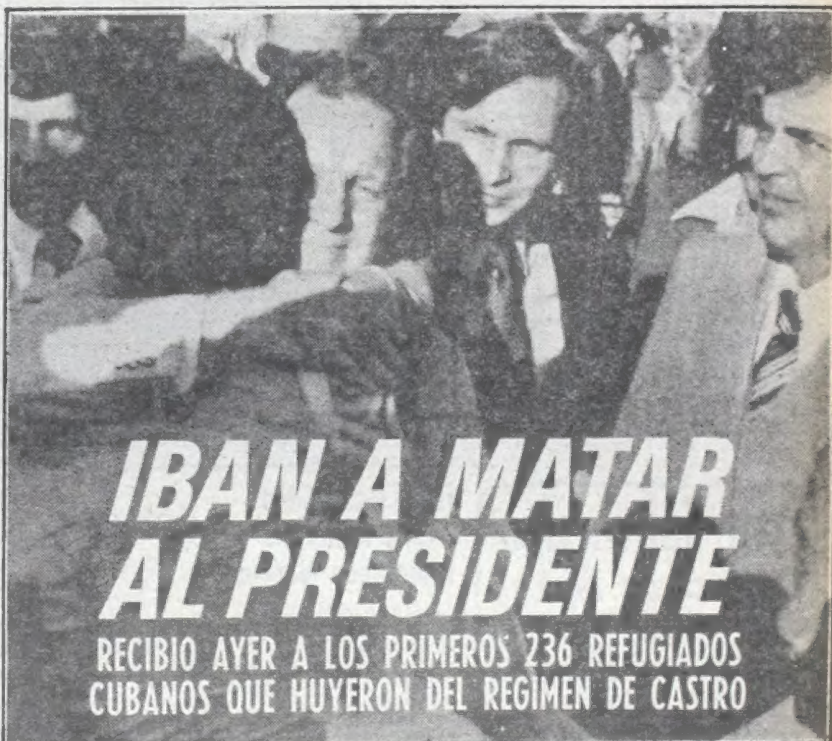 IBAN A MATAR
AL PRESIDENTE
RECIBIO AYER A LOS PRIMEROS 236 REFUGIADOS
CUBANOS QUE HUYERON DEL REGIMEN DE CASTRO